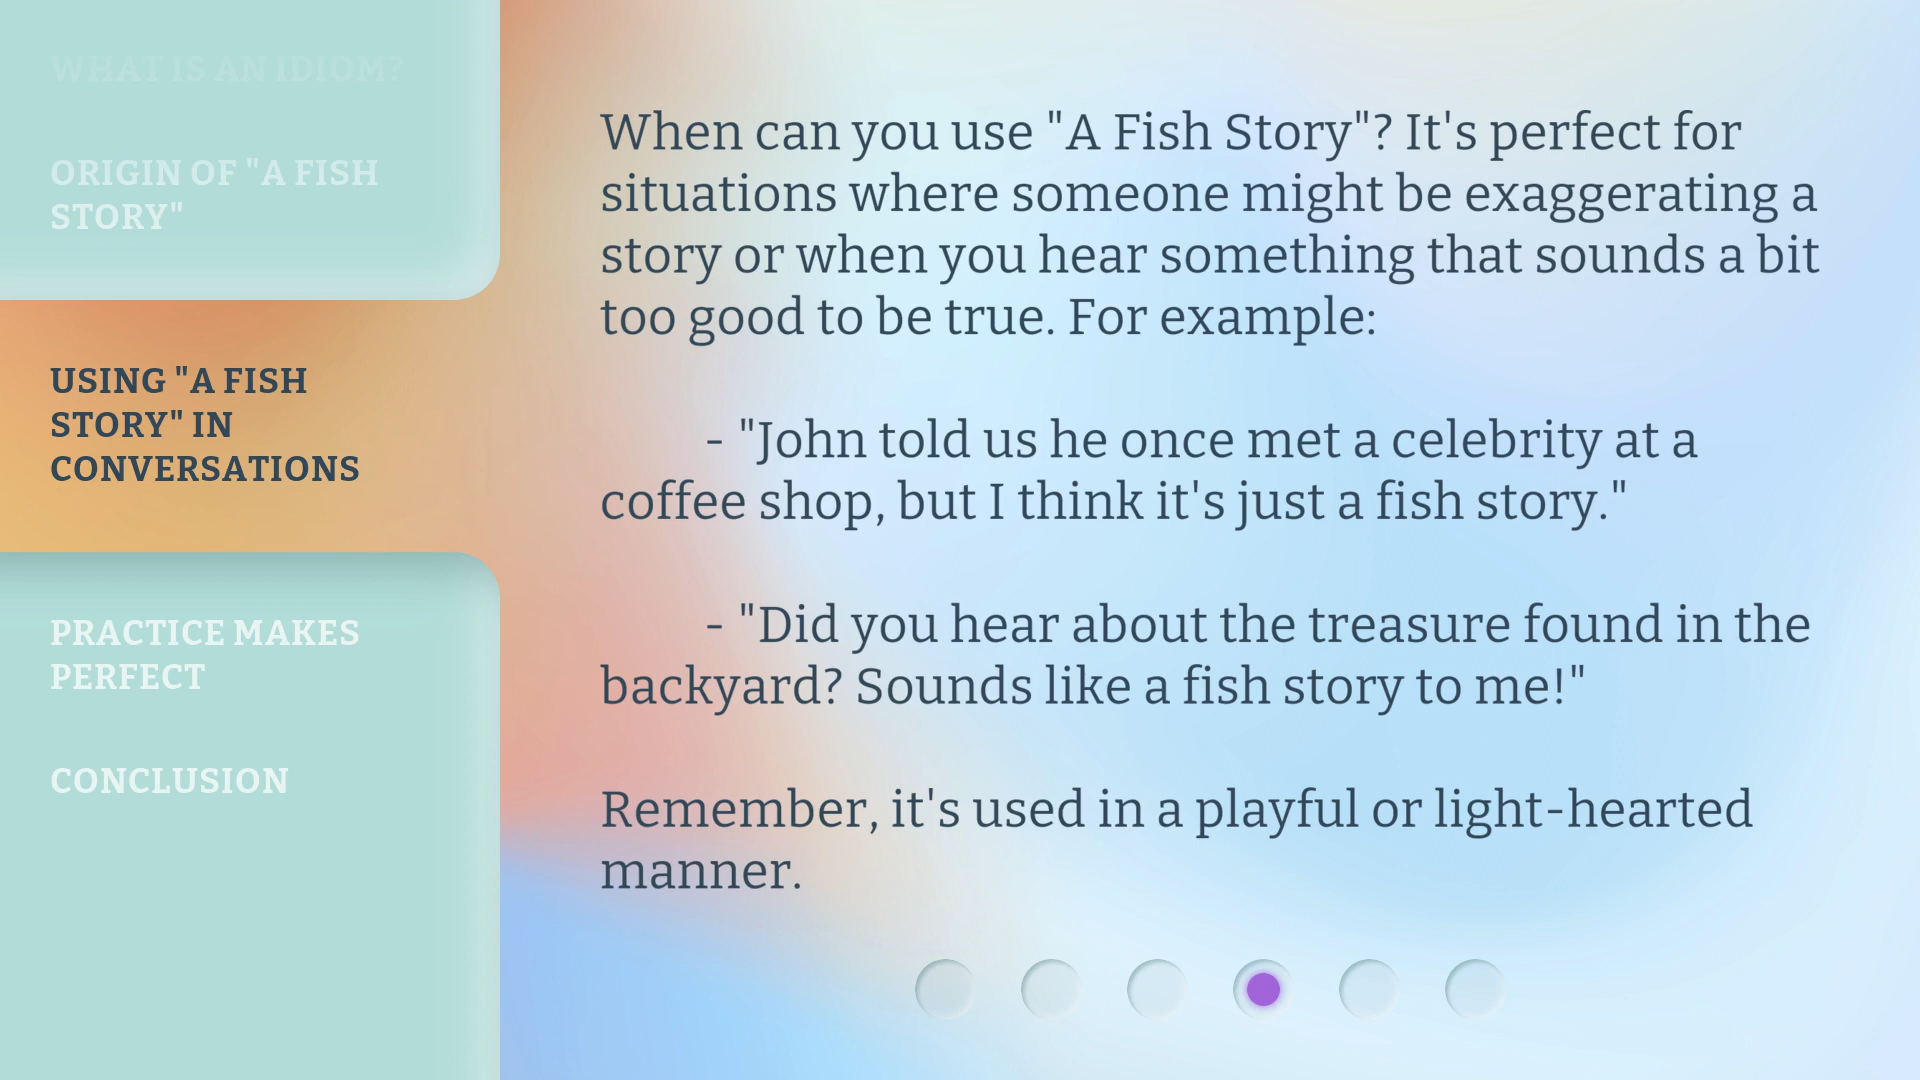 WHAT IS AN IDIOM?
ORIGIN OF "A FISH
STORY"
USING "A FISH
STORY" IN
CONVERSATIONS
PRACTICE MAKES
PERFECT
CONCLUSION
When can you use "A Fish Story"? It's perfect for
situations where someone might be exaggerating a
story or when you hear something that sounds a bit
too good to be true. For example:
- "John told us he once met a celebrity at a
coffee shop, but I think it's just a fish story."
- "Did you hear about the treasure found in the
backyard? Sounds like a fish story to me!"
Remember, it's used in a playful or light-hearted
manner.